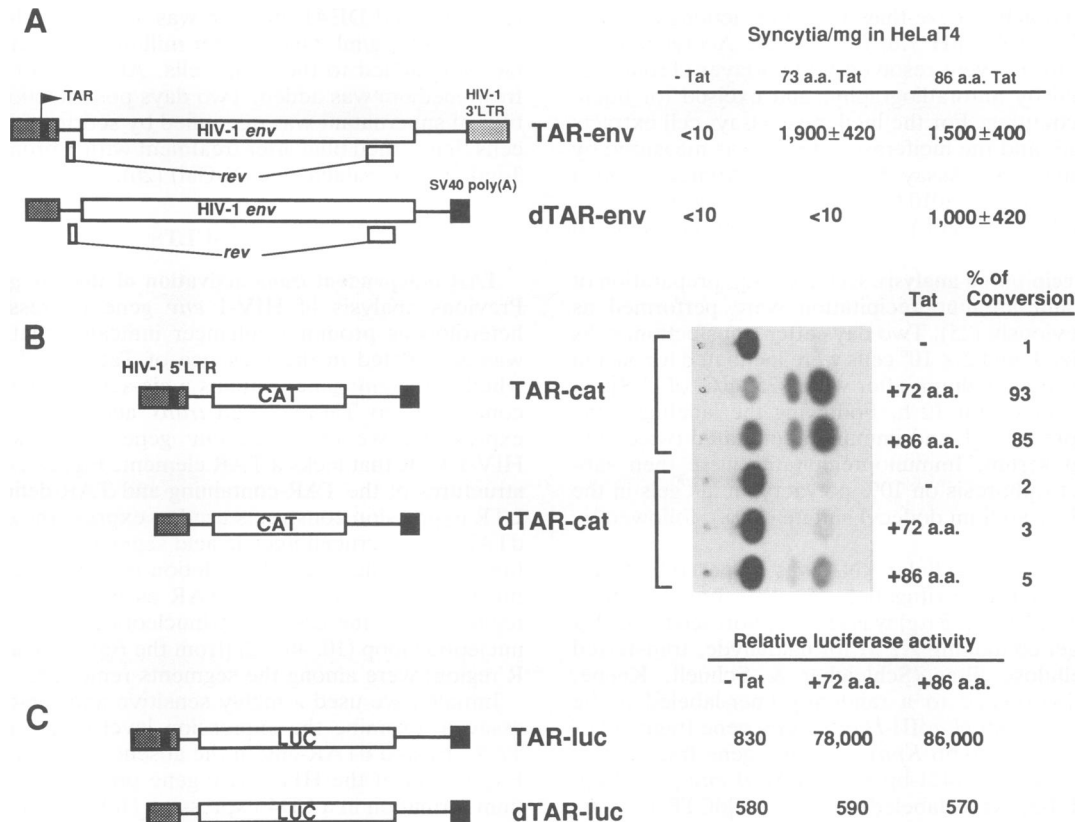 A
Syncytia/mg in HeLaT4
- Tat 73 a.a. Tat 86 a.a. Tat
TAR
HIV-1 3'LTR
HIV-1 env
rev
TAR-env <10 1,900±420 1,500±400
SV40 poly(A)
HIV-1 env
rev
dTAR-env <10 <10 1,000±420
B
Tat % of Conversion
HIV-1 5'LTR
CAT
TAR-cat
- 1
+72 a.a. 93
+86 a.a. 85
CAT
dTAR-cat
- 2
+72 a.a. 3
+86 a.a. 5
C
Relative luciferase activity
- Tat +72 a.a. +86 a.a.
LUC TAR-luc 830 78,000 86,000
LUC dTAR-luc 580 590 570